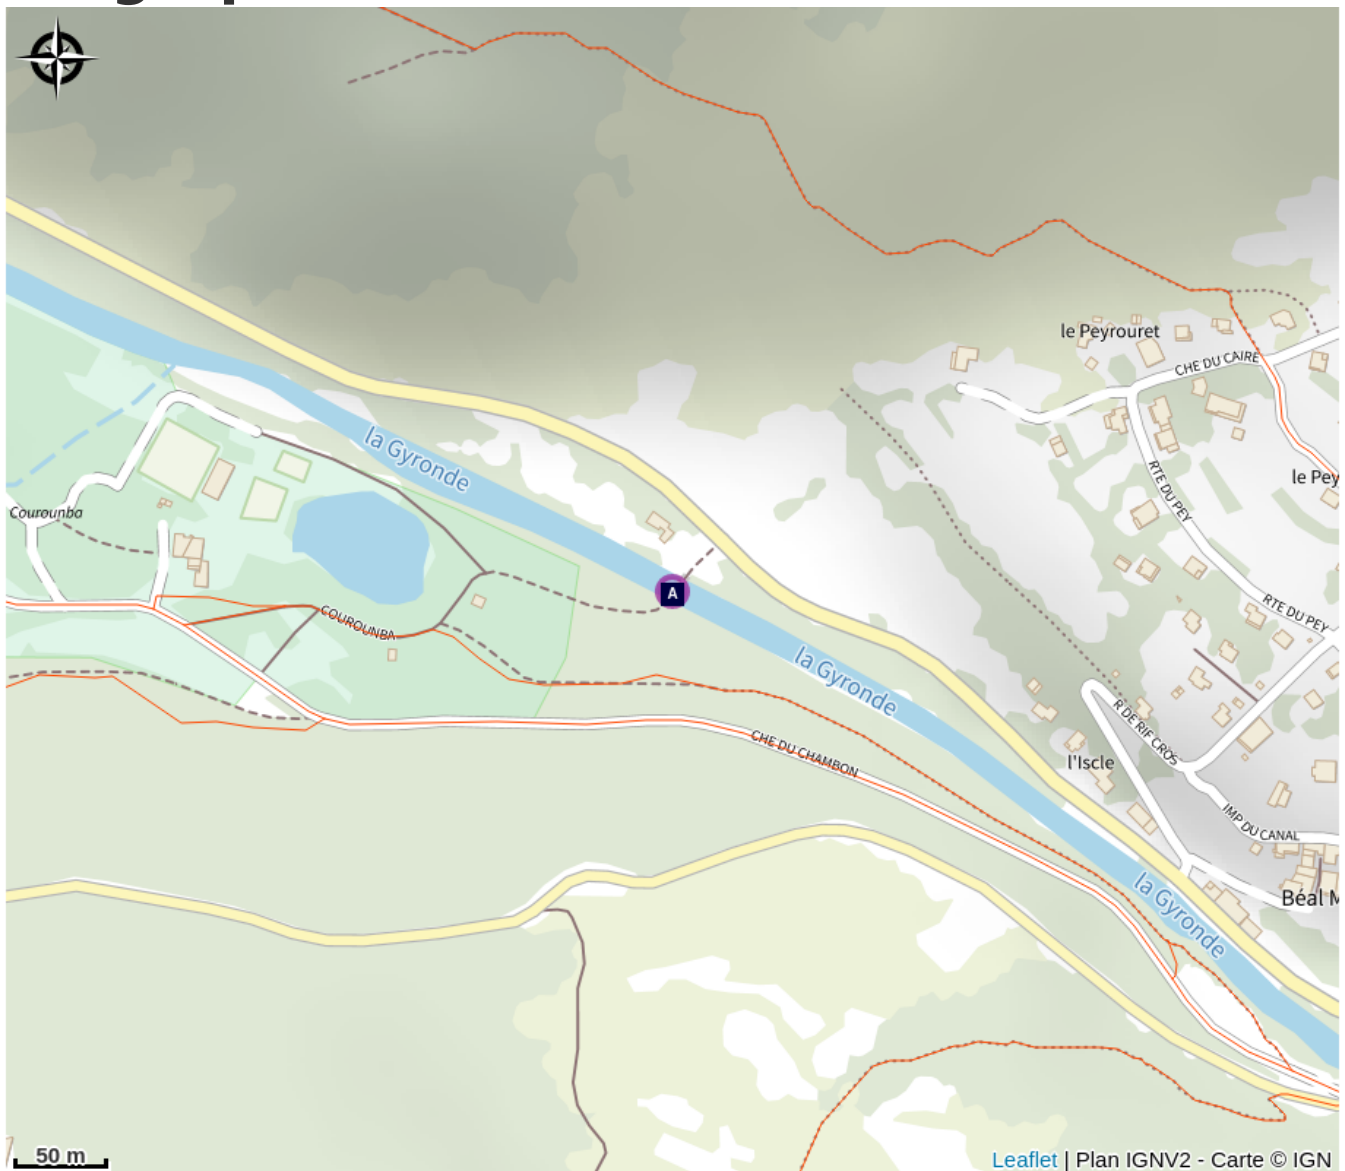 le Peyrouret
CHE DU CAIRE
la Gyronde
RTE DU PEY
le Pey
Courounba
A
RTE DU PEY
COUROUNBA
la Gyronde
R DE RIF CROS
CHE DU CHAMBON
l'Iscle
IMP DU CANAL
la Gyronde
Béal M
50 m
Leaflet | Plan IGNV2 - Carte © IGN